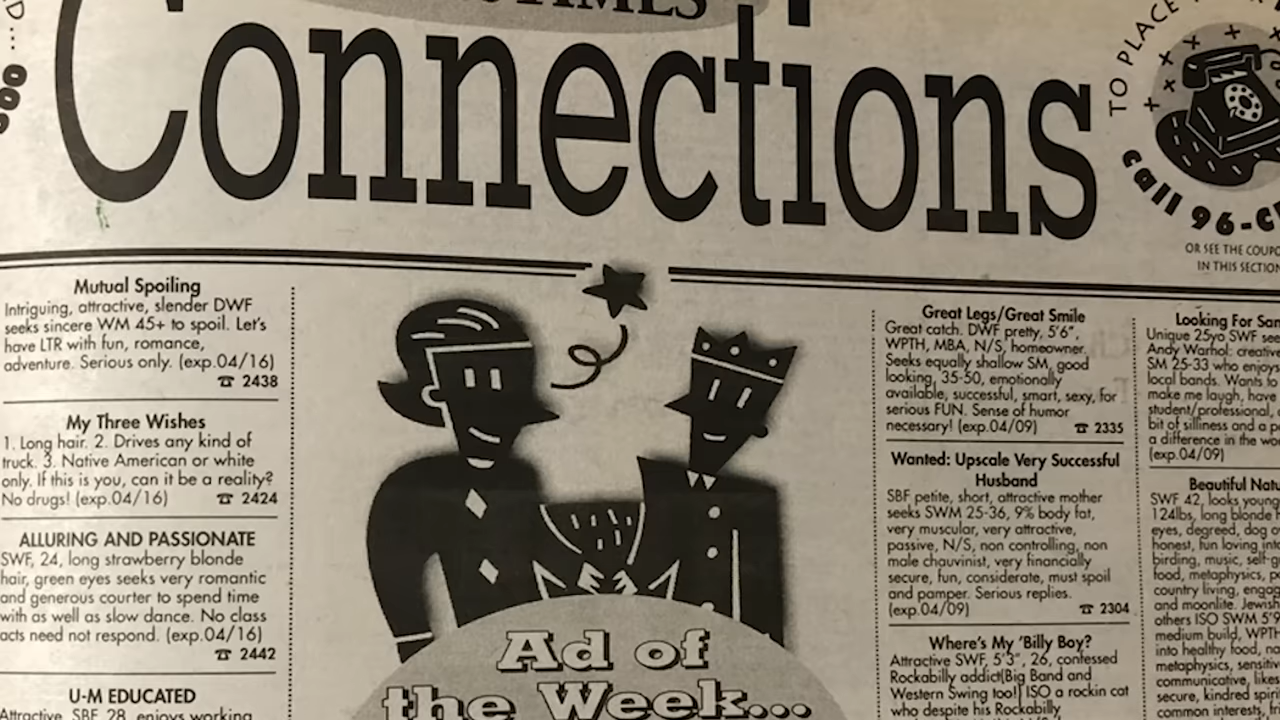 TIMES
Connections
TO PLACE
call 96-
OR SEE THE
IN THIS SECTION
Mutual Spoiling
Intriguing, attractive, slender DWF
seeks sincere WM 45+ to spoil. Let's
have LTR with fun, romance,
adventure. Serious only. (exp.04/16)
☎ 2438
My Three Wishes
1. Long hair. 2. Drives any kind of
truck. 3. Native American or white
only. If this is you, can it be a reality?
No drugs! (exp.04/16) ☎ 2424
ALLURING AND PASSIONATE
SWF, 24, long strawberry blonde
hair, green eyes seeks very romantic
and generous courter to spend time
with as well as slow dance. No class
acts need not respond. (exp.04/16)
☎ 2442
U-M EDUCATED
Attractive, SBF, 28, enjoys working
Ad of
the Week...
Great Legs/Great Smile
Great catch. DWF pretty, 5'6",
WPTH, MBA, N/S, homeowner.
Seeks equally shallow SM, good
looking, 35-50, emotionally
available, successful, smart, sexy, for
serious FUN. Sense of humor
necessary! (exp.04/09) ☎ 2335
Wanted: Upscale Very Successful
Husband
SBF petite, short, attractive mother
seeks SWM 25-36, 9% body fat,
very muscular, very attractive,
passive, N/S, non controlling, non
male chauvinist, very financially
secure, fun, considerate, must spoil
and pamper. Serious replies.
(exp.04/09) ☎ 2304
Where's My 'Billy Boy?
Attractive SWF, 5'3", 26, confessed
Rockabilly addict(Big Band and
Western Swing too!) ISO a rockin cat
who despite his Rockabilly
Looking For
Unique 25yo SWF
Andy Warhol: creative
SM 25-33 who enjoys
local bands. Wants to
make me laugh, have
student/professional,
bit of silliness and a
a difference in the
(exp.04/09)
Beautiful
SWF 42, looks
124lbs, long blonde
eyes, degreed, dog
honest, fun loving
birding, music,
food, metaphysics,
country living,
and moonlite.
others ISO SWM
medium build,
into healthy food,
metaphysics,
communicative, likes
secure, kindred
common interests,